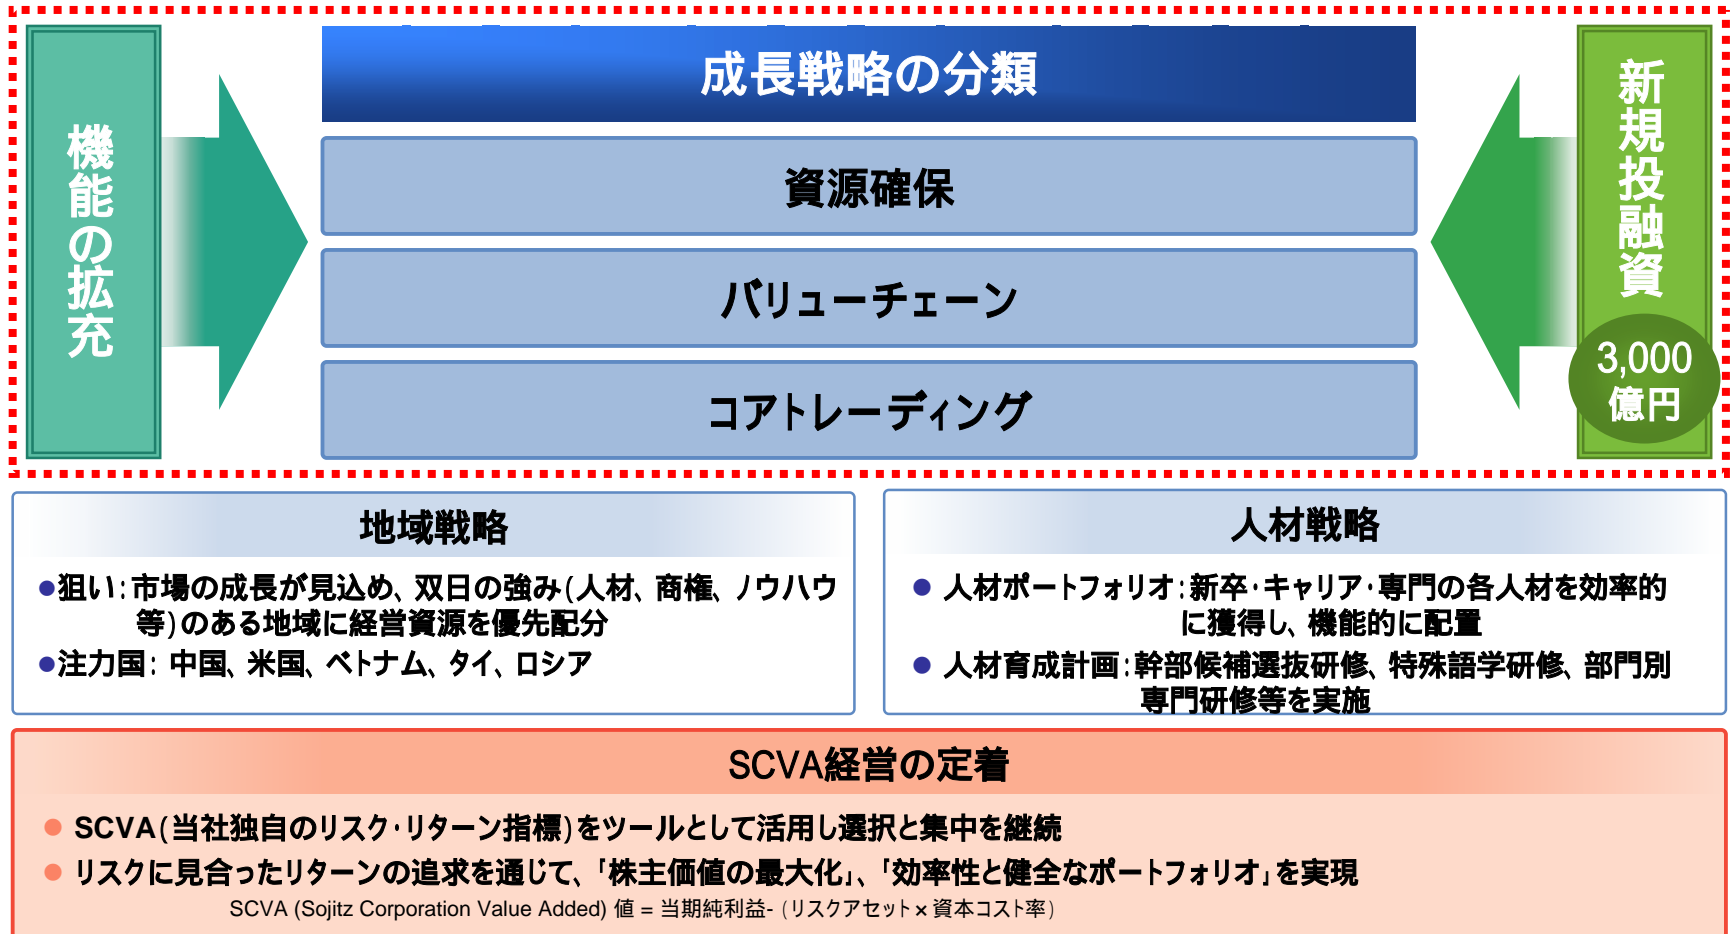 機能の拡充
成長戦略の分類
資源確保
バリューチェーン
コアトレーディング
新規投融資
3,000
億円
地域戦略
●狙い:市場の成長が見込め、双日の強み(人材、商権、ノウハウ
等)のある地域に経営資源を優先配分
●注力国: 中国、米国、ベトナム、タイ、ロシア
人材戦略
● 人材ポートフォリオ:新卒・キャリア・専門の各人材を効率的
に獲得し、機能的に配置
● 人材育成計画:幹部候補選抜研修、特殊語学研修、部門別
専門研修等を実施
SCVA経営の定着
● SCVA(当社独自のリスク・リターン指標)をツールとして活用し選択と集中を継続
● リスクに見合ったリターンの追求を通じて、「株主価値の最大化」、「効率性と健全なポートフォリオ」を実現
SCVA (Sojitz Corporation Value Added) 値 = 当期純利益- (リスクアセット × 資本コスト率)